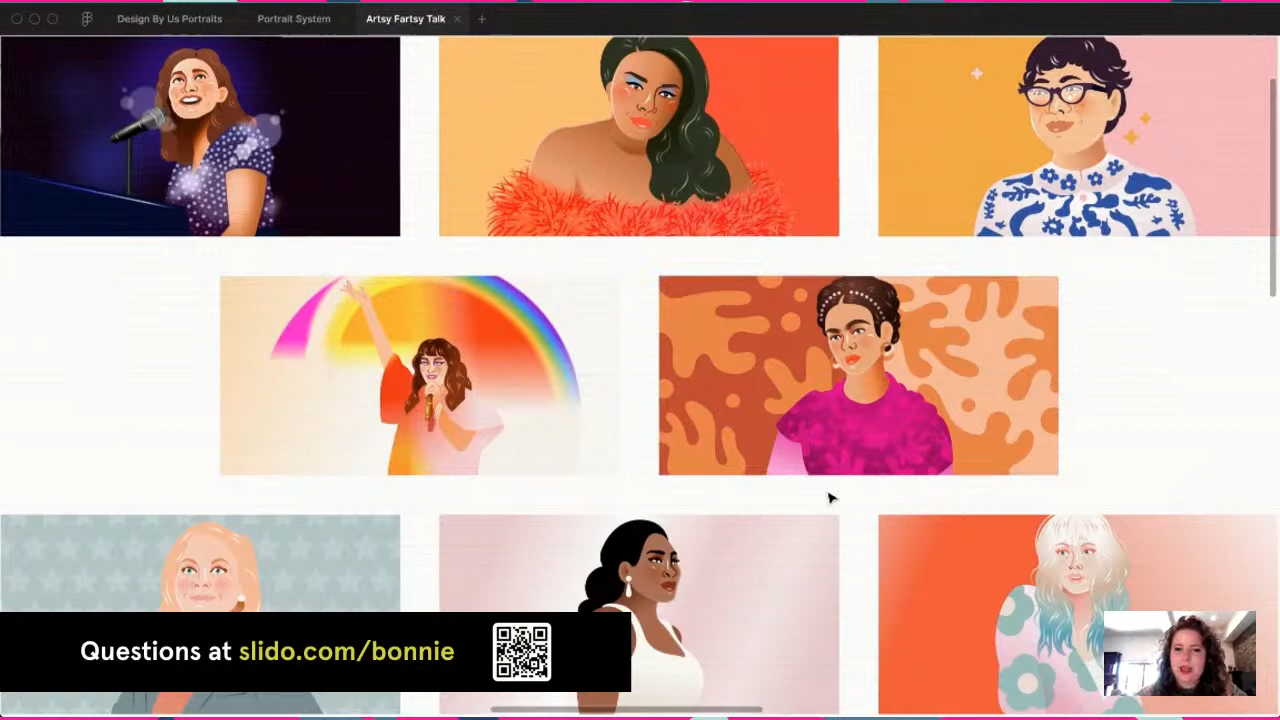 Design By Us Portraits
Portrait System
Artsy Fartsy Talk
Questions at slido.com/bonnie